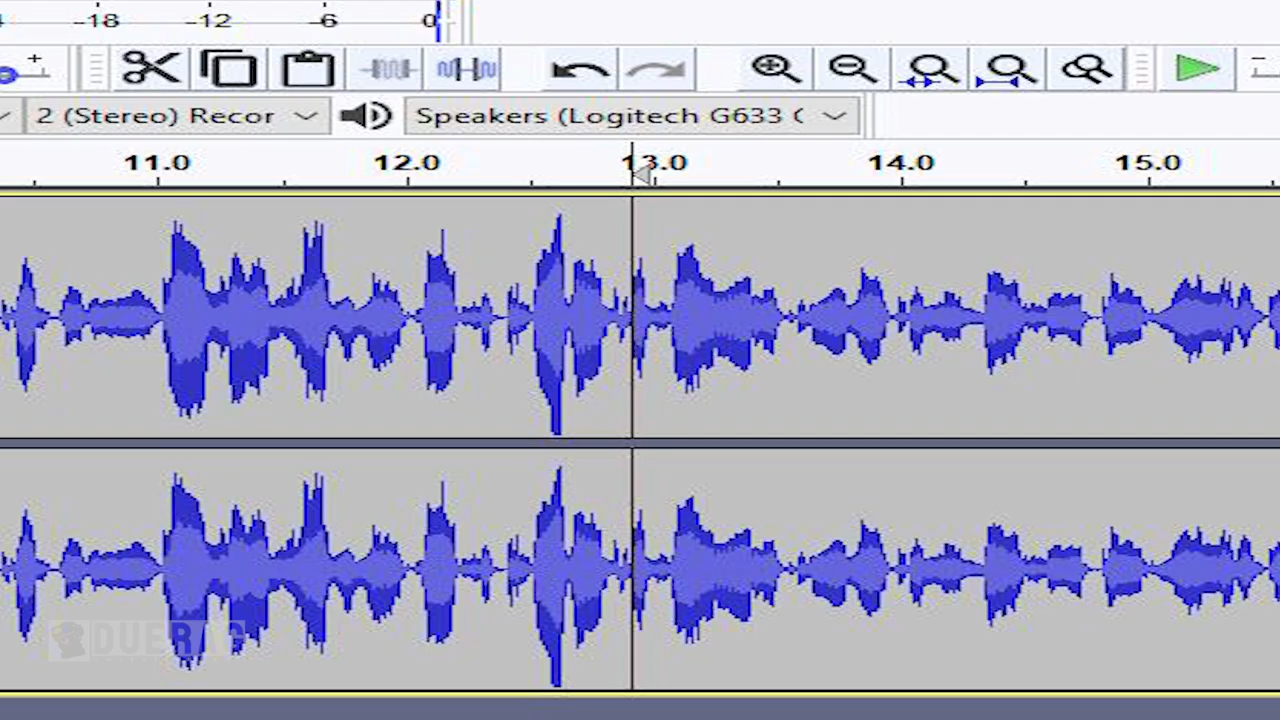 -18 -12 -6 0
2 (Stereo) Recor Speakers (Logitech G633 (
11.0 12.0 13.0 14.0 15.0
DUERAG